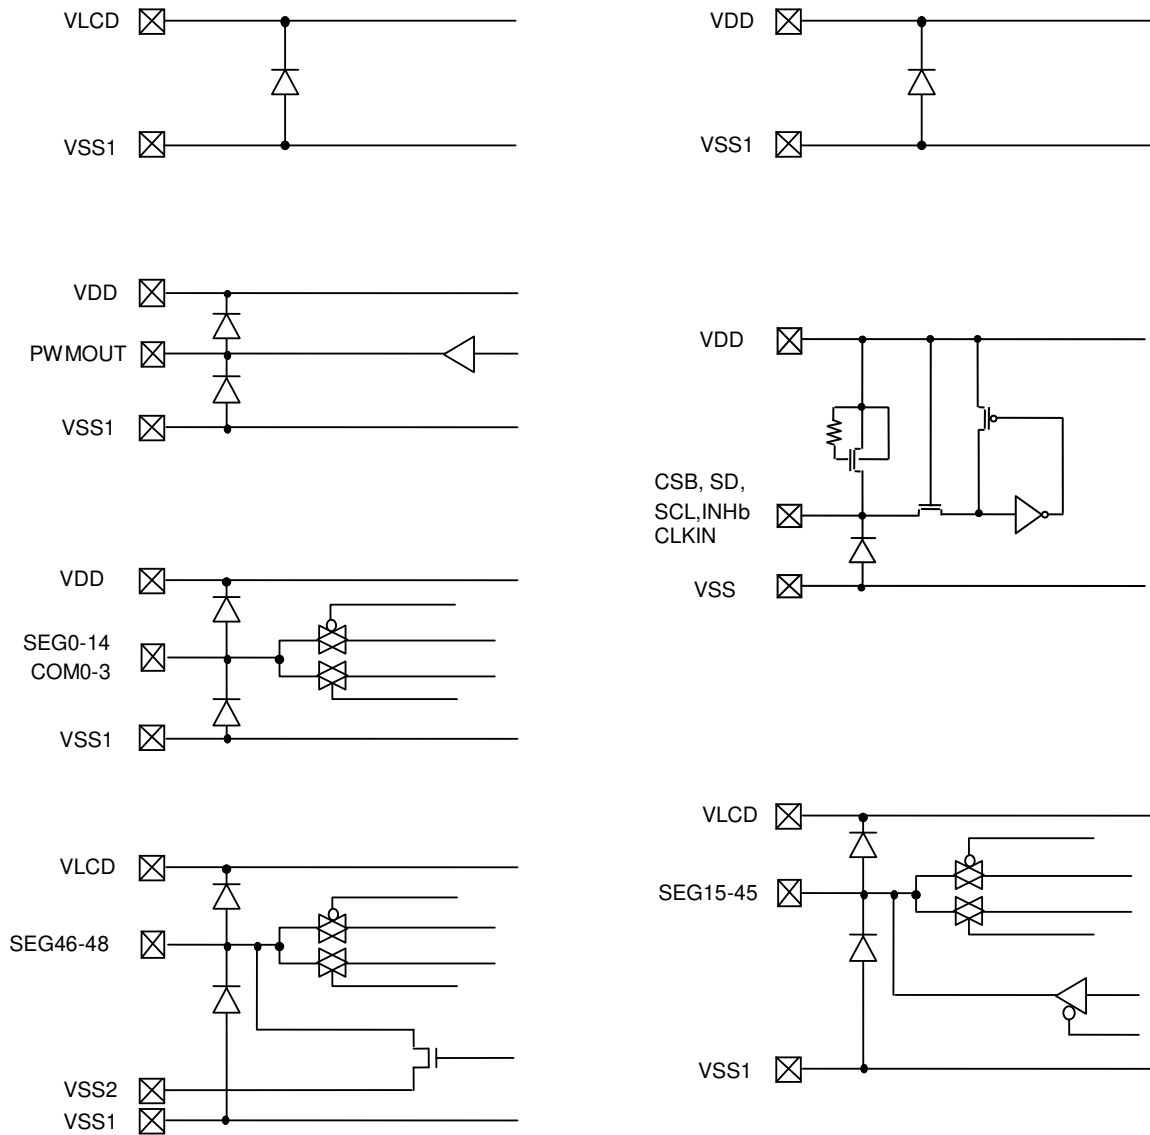 VLCD
VSS1
VDD
VSS1
VDD
PWMOUT
VSS1
VDD
CSB, SD,
SCL,INHb
CLKIN
VSS
VDD
SEG0-14
COM0-3
VSS1
VLCD
SEG46-48
VSS2
VSS1
VLCD
SEG15-45
VSS1